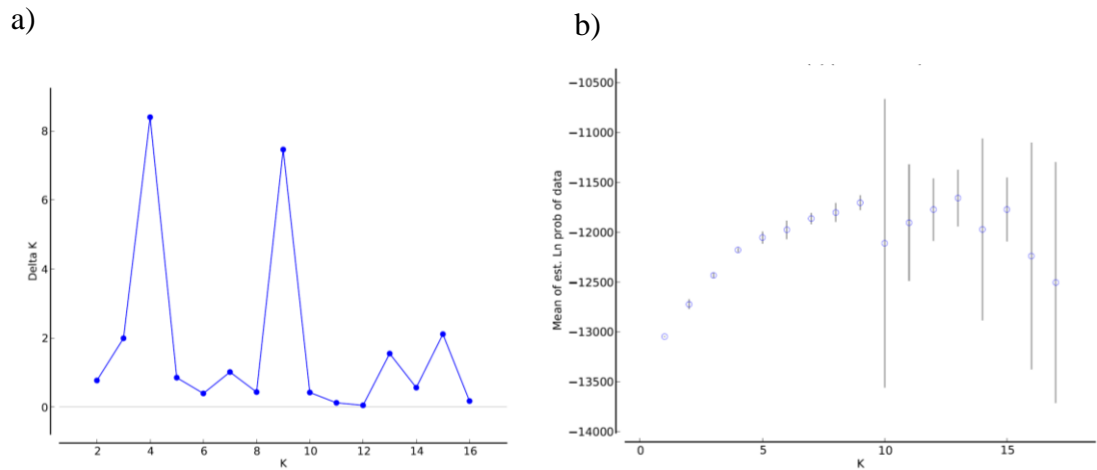 a)
b)
Delta K
8
6
4
2
0
2 4 6 8 10 12 14 16
K
Mean of est. Ln prob of data
−10500
−11000
−11500
−12000
−12500
−13000
−13500
−14000
0 5 10 15
K